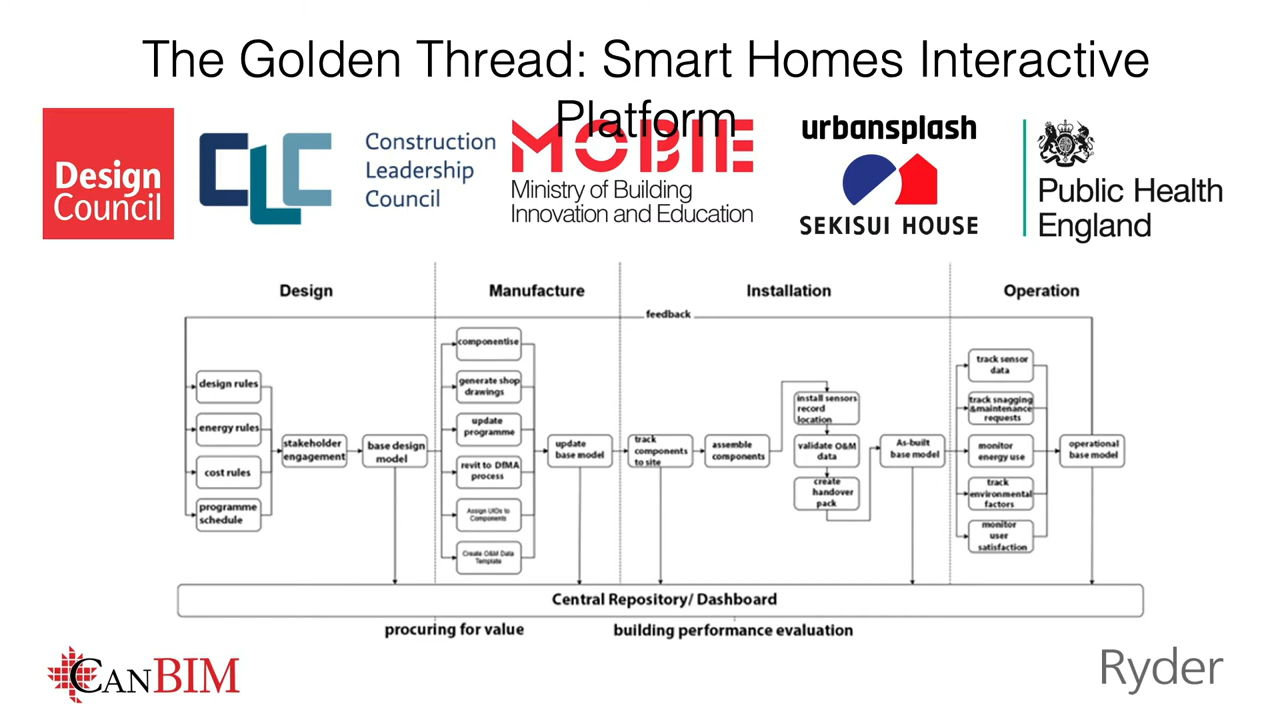 The Golden Thread: Smart Homes Interactive
Platform
Design
Council
CLC
Construction
Leadership
Council
MOBIE
Ministry of Building
Innovation and Education
urbansplash
SEKISUI HOUSE
Public Health
England
Design
Manufacture
Installation
Operation
feedback
design rules
energy rules
cost rules
programme
schedule
stakeholder
engagement
base design
model
componentise
generate shop
drawings
update
programme
revit to DfMA
process
Assign UIDs to
Components
Create O&M Data
Template
update
base model
track
components
to site
assemble
components
install sensors
record
location
validate O&M
data
create
handover
pack
As-built
base model
track sensor
data
track snagging
&maintenance
requests
monitor
energy use
track
environmental
factors
monitor
user
satisfaction
operational
base model
Central Repository/ Dashboard
procuring for value
building performance evaluation
CANBIM
Ryder